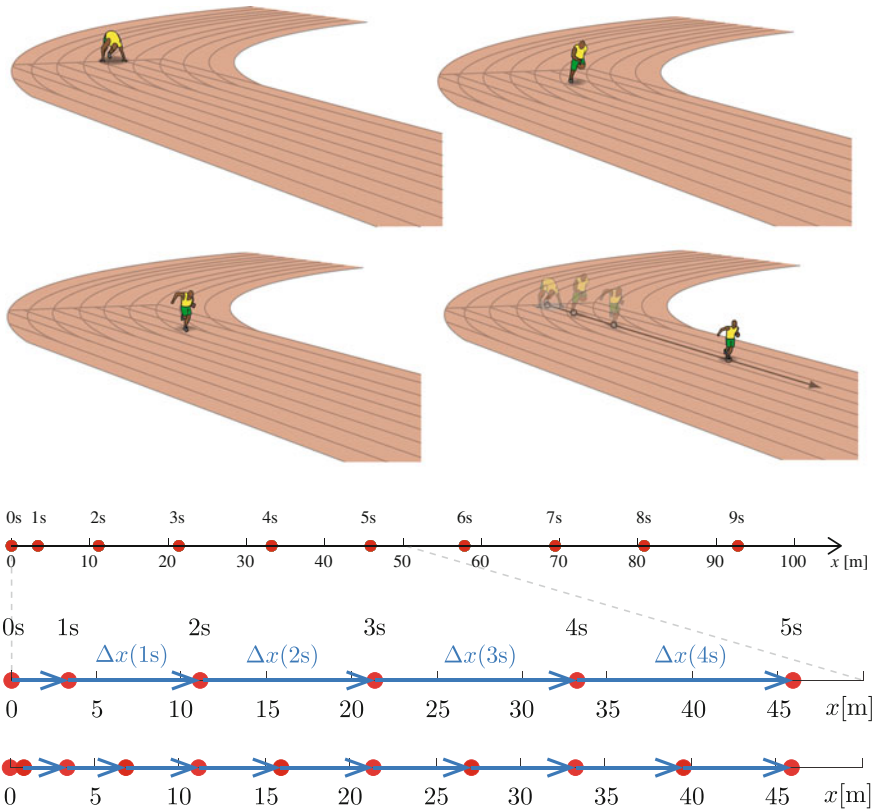 0s 1s 2s 3s 4s 5s 6s 7s 8s 9s
0 10 20 30 40 50 60 70 80 90 100 x [m]
0s 1s 2s 3s 4s 5s
Δx(1s) Δx(2s) Δx(3s) Δx(4s)
0 5 10 15 20 25 30 35 40 45 x[m]
0 5 10 15 20 25 30 35 40 45 x[m]